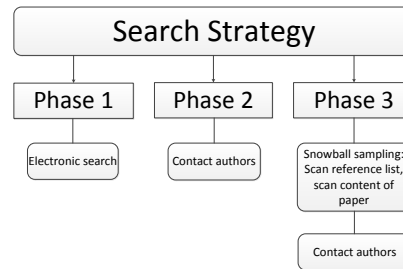 Search Strategy
Phase 1
Phase 2
Phase 3
Electronic search
Contact authors
Snowball sampling:
Scan reference list,
scan content of
paper
Contact authors